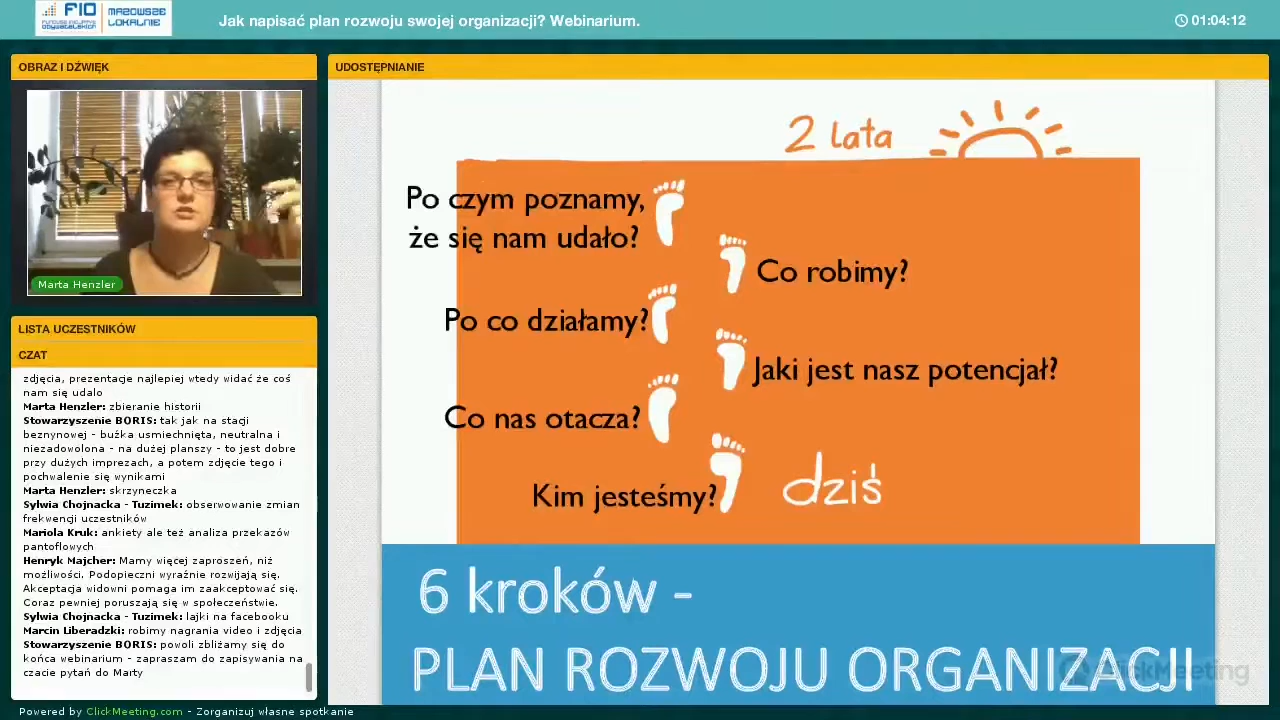 FIO
FUNDUSZ INICJATYW
OBYWATELSKICH
MAZOWSZE
LOKALNIE
Jak napisać plan rozwoju swojej organizacji? Webinarium.
01:04:12
OBRAZ I DŹWIĘK
Marta Henzler
LISTA UCZESTNIKÓW
CZAT
zdjęcia, prezentacje najlepiej wtedy widać że coś
nam się udalo
Marta Henzler: zbieranie historii
Stowarzyszenie BORIS: tak jak na stacji
beznynowej - buźka usmiechnięta, neutralna i
niezadowolona - na dużej planszy - to jest dobre
przy dużych imprezach, a potem zdjęcie tego i
pochwalenie się wynikami
Marta Henzler: skrzyneczka
Sylwia Chojnacka - Tuzimek: obserwowanie zmian
frekwencji uczestników
Mariola Kruk: ankiety ale też analiza przekazów
pantoflowych
Henryk Majcher: Mamy więcej zaproszeń, niż
możliwości. Podopieczni wyraźnie rozwijają się.
Akceptacja widowni pomaga im zaakceptować się.
Coraz pewniej poruszają się w społeczeństwie.
Sylwia Chojnacka - Tuzimek: lajki na facebooku
Marcin Liberadzki: robimy nagrania video i zdjęcia
Stowarzyszenie BORIS: powoli zbliżamy się do
końca webinarium - zapraszam do zapisywania na
czacie pytań do Marty
Powered by ClickMeeting.com - Zorganizuj własne spotkanie
UDOSTĘPNIANIE
2 lata
Po czym poznamy,
że się nam udało?
Co robimy?
Po co działamy?
Jaki jest nasz potencjał?
Co nas otacza?
Kim jesteśmy?
dziś
6 kroków -
PLAN ROZWOJU ORGANIZACJI
ClickMeeting